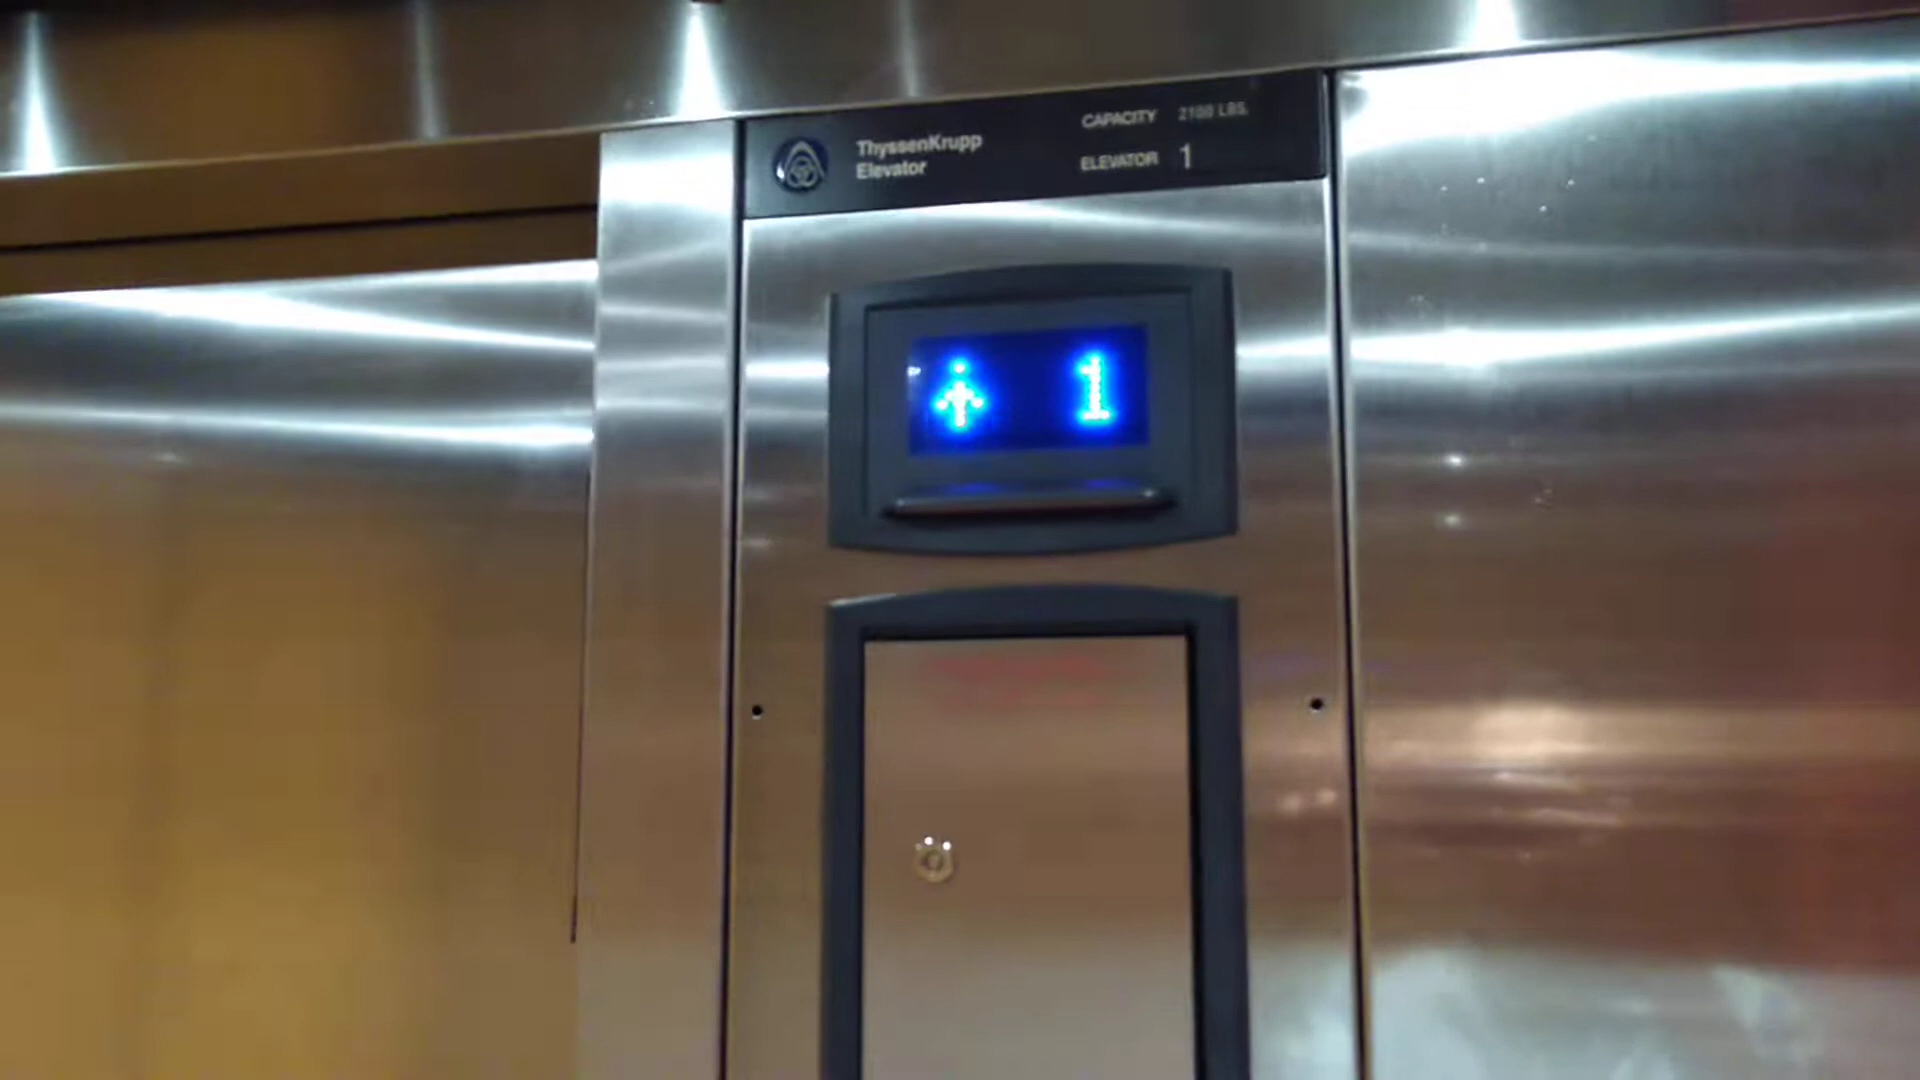 ThyssenKrupp
Elevator
CAPACITY 2100 LBS.
ELEVATOR 1
1